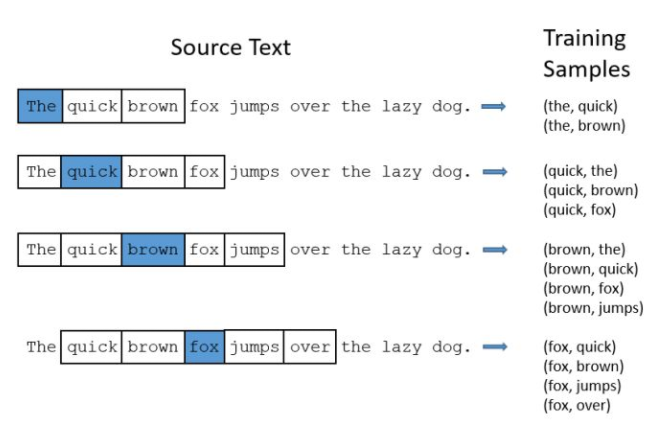 Source Text
Training
Samples
The quick brown fox jumps over the lazy dog.
(the, quick)
(the, brown)
The quick brown fox jumps over the lazy dog.
(quick, the)
(quick, brown)
(quick, fox)
The quick brown fox jumps over the lazy dog.
(brown, the)
(brown, quick)
(brown, fox)
(brown, jumps)
The quick brown fox jumps over the lazy dog.
(fox, quick)
(fox, brown)
(fox, jumps)
(fox, over)